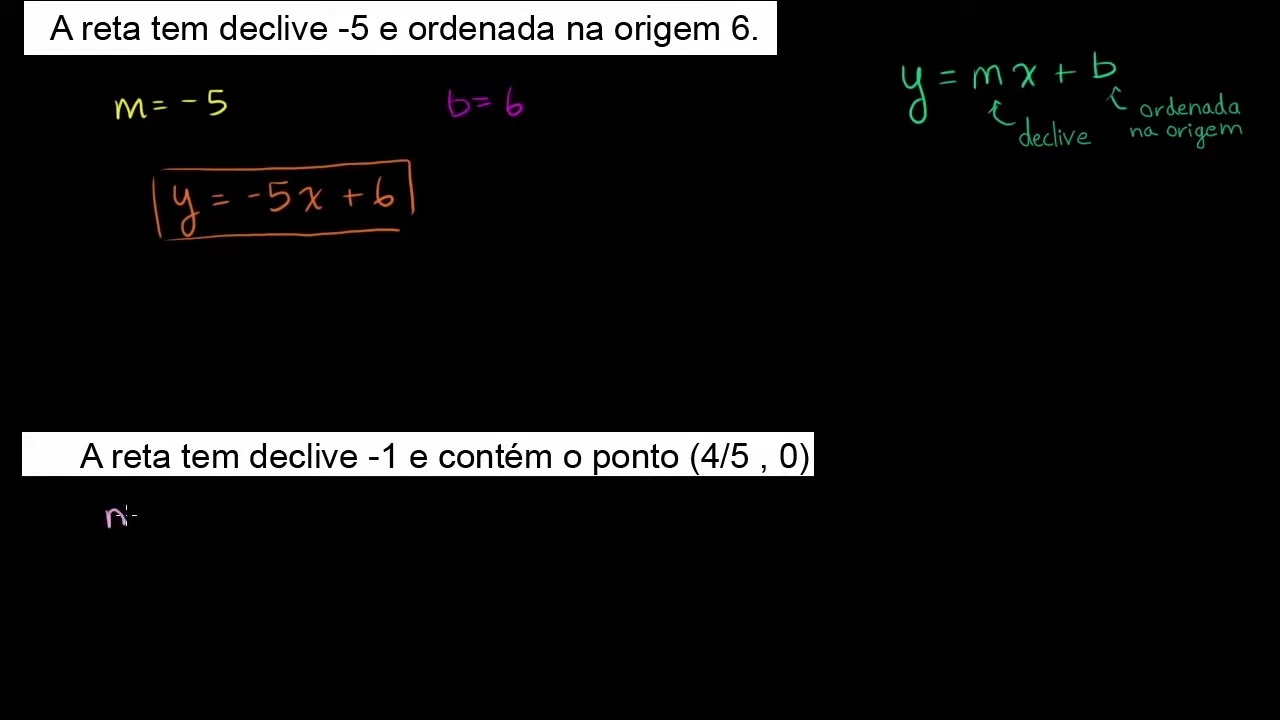 A reta tem declive -5 e ordenada na origem 6.
y = mx + b
m = -5
b = 6
ordenada
na origem
declive
y = -5x + 6
A reta tem declive -1 e contém o ponto (4/5 , 0)